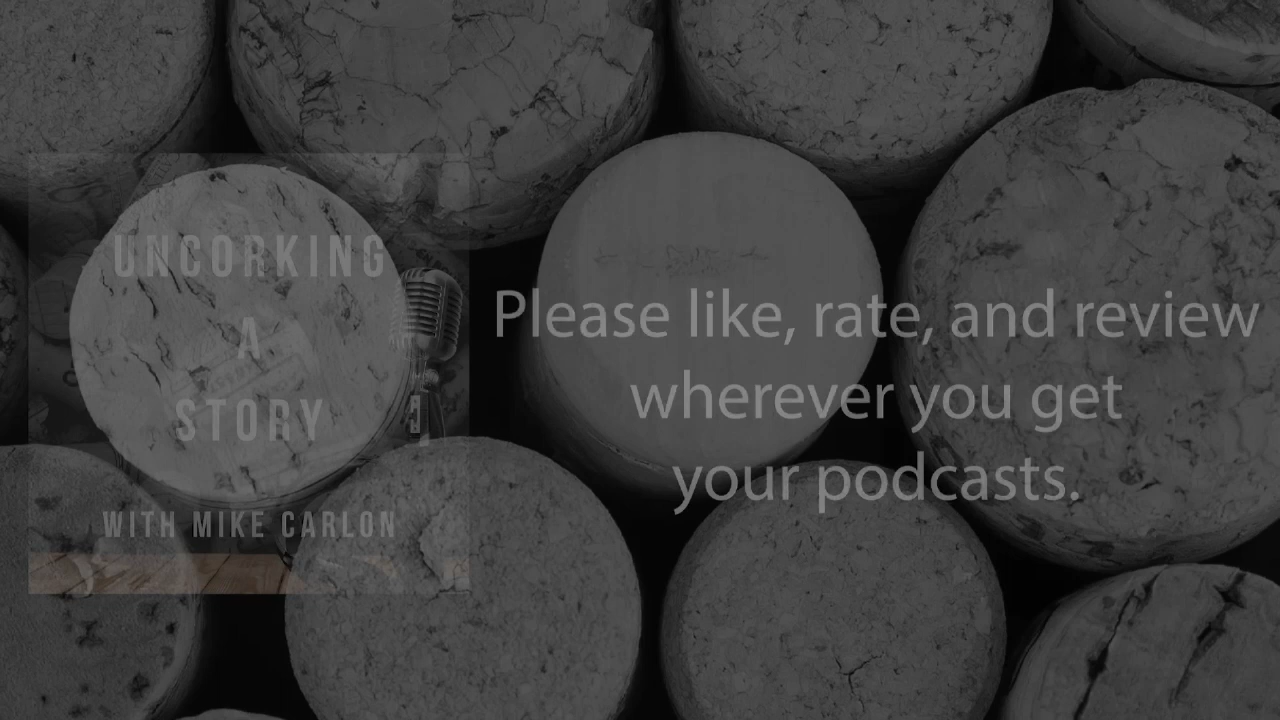 UNCORKING
A
STORY
WITH MIKE CARLON
Please like, rate, and review
wherever you get
your podcasts.